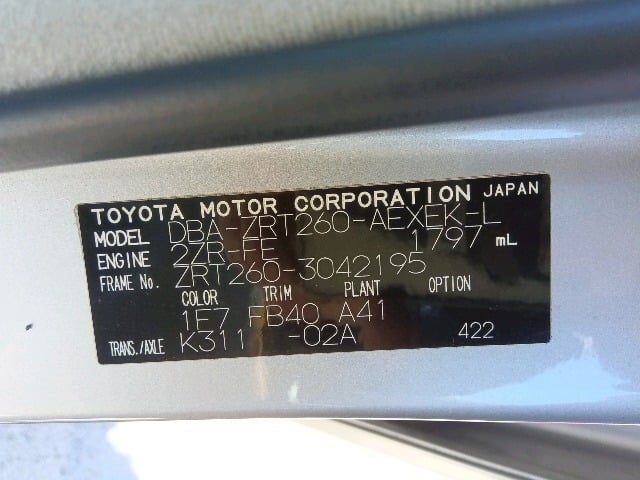 TOYOTA MOTOR CORPORATION JAPAN
MODEL DBA-ZRT260-AEXEK-L
ENGINE 2ZR-FE 1797 mL
FRAME No. ZRT260-3042195
COLOR TRIM PLANT OPTION
1E7 FB40 A41
TRANS./AXLE K311 -02A 422